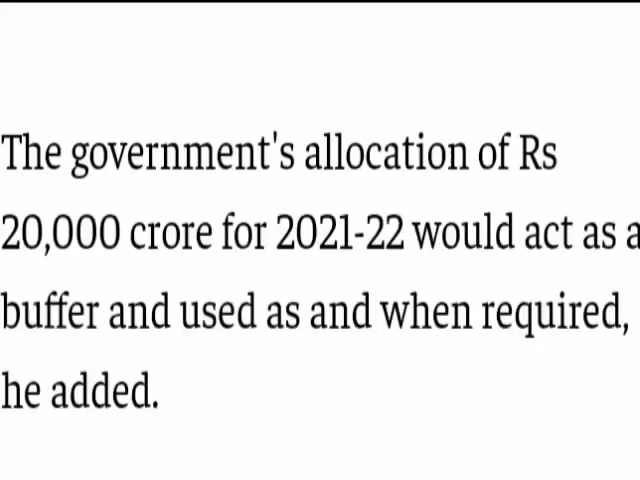 The government's allocation of Rs
20,000 crore for 2021-22 would act as a
buffer and used as and when required,
he added.